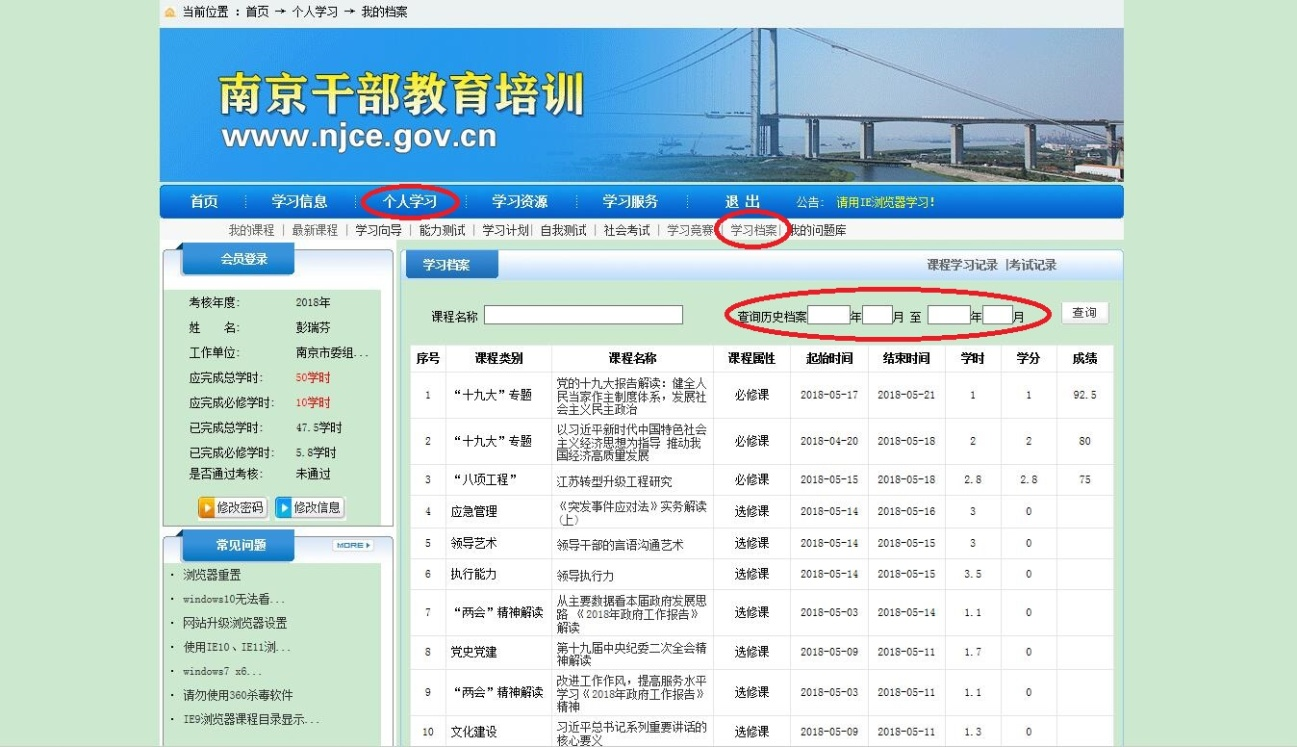 当前位置 ：首页 → 个人学习 → 我的档案
南京干部教育培训
www.njce.gov.cn
首页 学习信息 个人学习 学习资源 学习服务 退 出 公告： 请用IE浏览器学习！
我的课程 | 最新课程 | 学习向导 | 能力测试 | 学习计划| 自我测试 | 社会考试 | 学习竞赛| 学习档案| 我的问题库
会员登录
考核年度： 2018年
姓 名： 彭瑞芬
工作单位： 南京市委组...
应完成总学时： 50学时
应完成必修学时： 10学时
已完成总学时： 47.5学时
已完成必修学时： 5.8学时
是否通过考核： 未通过
修改密码 修改信息
常见问题 MORE
· 浏览器重置
· windows10无法看...
· 网站升级浏览器设置
· 使用IE10、IE11浏...
· windows7 x6...
· 请勿使用360杀毒软件
· IE9浏览器课程目录显示...
学习档案 课程学习记录 |考试记录
课程名称 查询历史档案 年 月 至 年 月 查询
序号 课程类别 课程名称 课程属性 起始时间 结束时间 学时 学分 成绩
党的十九大报告解读：健全人
1 “十九大”专题 民当家作主制度体系，发展社 必修课 2018-05-17 2018-05-21 1 1 92.5
会主义民主政治
以习近平新时代中国特色社会
2 “十九大”专题 主义经济思想为指导 推动我 必修课 2018-04-20 2018-05-18 2 2 80
国经济高质量发展
3 “八项工程” 江苏转型升级工程研究 必修课 2018-05-15 2018-05-18 2.8 2.8 75
《突发事件应对法》实务解读
4 应急管理 （上） 选修课 2018-05-14 2018-05-16 3 0
5 领导艺术 领导干部的言语沟通艺术 选修课 2018-05-14 2018-05-15 3 0
6 执行能力 领导执行力 选修课 2018-05-14 2018-05-15 3.5 0
从主要数据看本届政府发展思
7 “两会”精神解读 路 《2018年政府工作报告》 选修课 2018-05-03 2018-05-14 1.1 0
解读
第十九届中央纪委二次全会精
8 党史党建 神解读 选修课 2018-05-09 2018-05-11 1.7 0
改进工作作风，提高服务水平
9 “两会”精神解读 学习《2018年政府工作报告》 选修课 2018-05-03 2018-05-11 1.1 0
精神
习近平总书记系列重要讲话的
10 文化建设 核心要义 选修课 2018-05-09 2018-05-11 1.3 0